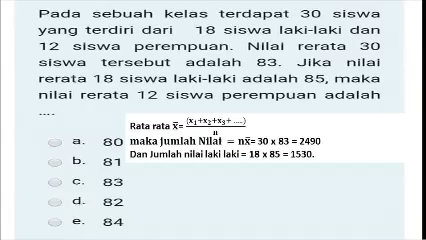 Pada sebuah kelas terdapat 30 siswa
yang terdiri dari 18 siswa laki-laki dan
12 siswa perempuan. Nilai rerata 30
siswa tersebut adalah 83. Jika nilai
rerata 18 siswa laki-laki adalah 85, maka
nilai rerata 12 siswa perempuan adalah
....
a. 80
b. 81
c. 83
d. 82
e. 84
Rata rata x̄= (x₁+x₂+x₃+ ....)
n
maka Jumlah Nilai = nx̄= 30 x 83 = 2490
Dan Jumlah nilai laki laki = 18 x 85 = 1530.